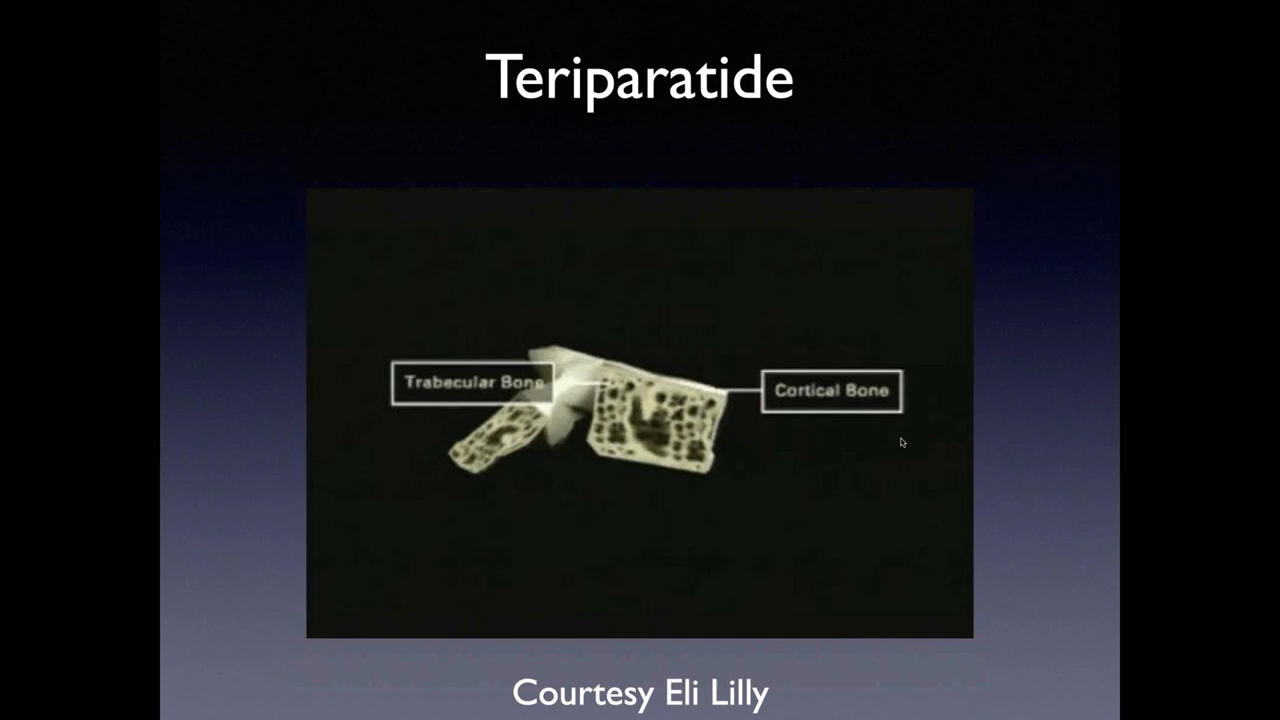 Teriparatide
Trabecular Bone
Cortical Bone
Courtesy Eli Lilly